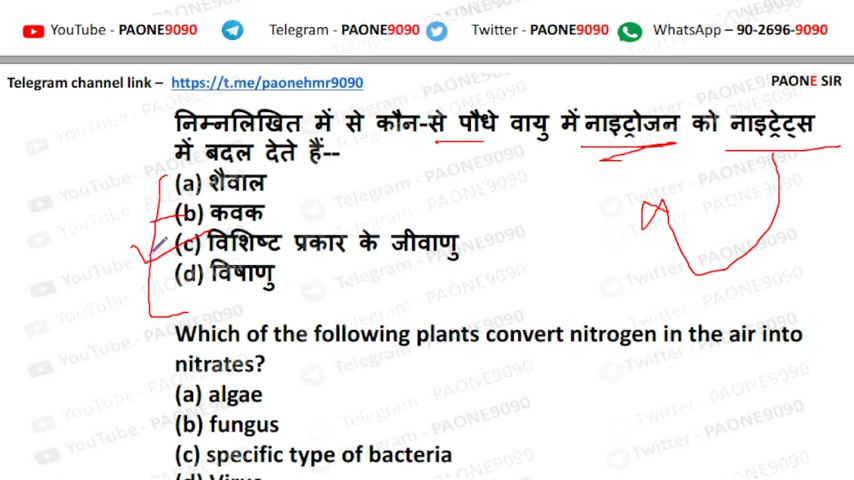 YouTube - PAONE9090 Telegram - PAONE9090 Twitter - PAONE9090 WhatsApp – 90-2696-9090
Telegram channel link – https://t.me/paonehmr9090 PAONE SIR
निम्नलिखित में से कौन-से पौधे वायु में नाइट्रोजन को नाइट्रेट्स
में बदल देते हैं--
(a) शैवाल
(b) कवक
(c) विशिष्ट प्रकार के जीवाणु
(d) विषाणु
Which of the following plants convert nitrogen in the air into
nitrates?
(a) algae
(b) fungus
(c) specific type of bacteria
(d) Virus